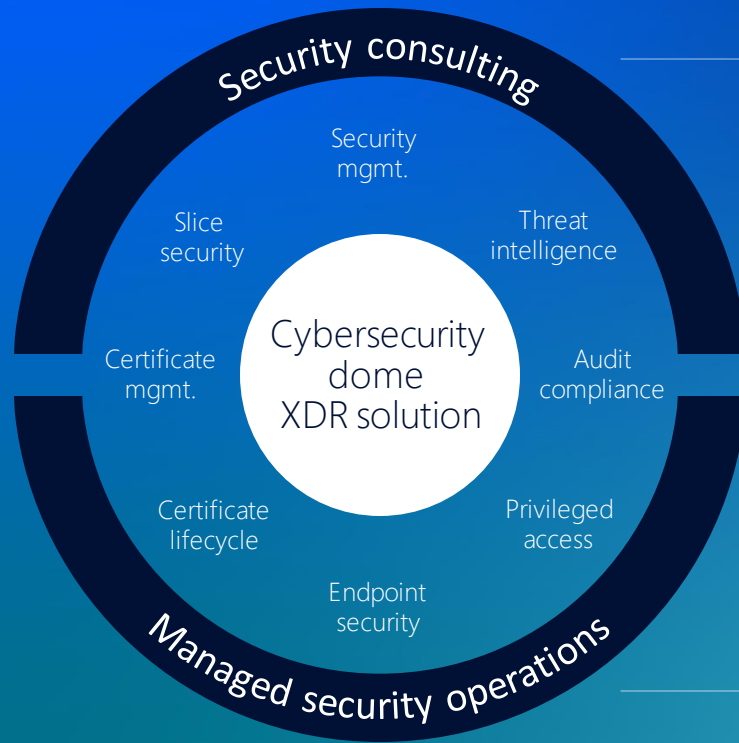 Security consulting
Security
mgmt.
Slice
security
Threat
intelligence
Cybersecurity
dome
XDR solution
Certificate
mgmt.
Audit
compliance
Certificate
lifecycle
Privileged
access
Endpoint
security
Managed security operations